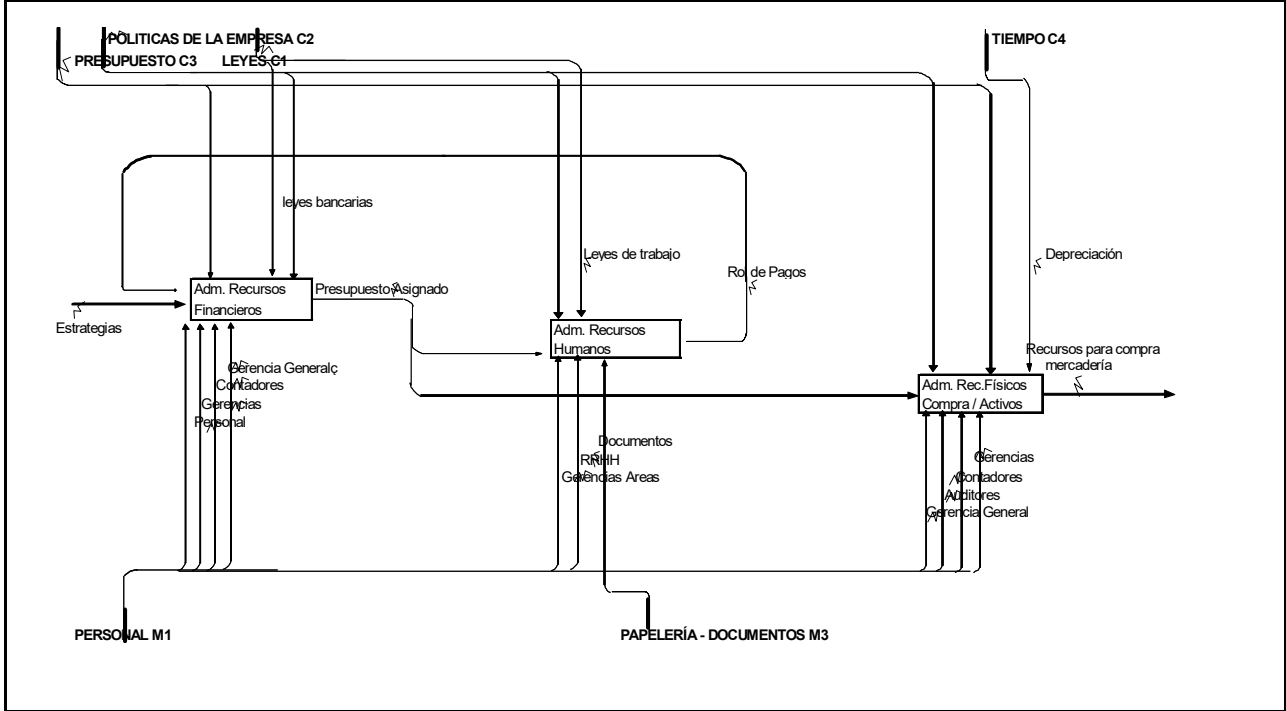 POLITICAS DE LA EMPRESA C2
TIEMPO C4
PRESUPUESTO C3
LEYES C1
leyes bancarias
Leyes de trabajo
Depreciación
Rol de Pagos
Adm. Recursos
Financieros
Presupuesto Asignado
Estrategias
Adm. Recursos
Humanos
Recursos para compra
mercadería
Adm. Rec.Físicos
Compra / Activos
Gerencia Generalç
Contadores
Gerencias
Personal
Documentos
RRHH
Gerencias Areas
Gerencias
Contadores
Auditores
Gerencia General
PERSONAL M1
PAPELERÍA - DOCUMENTOS M3